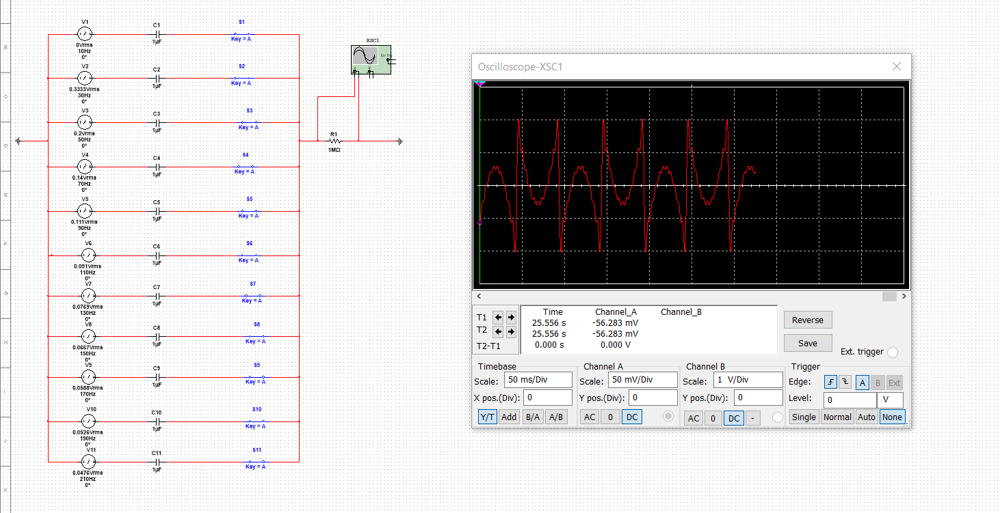 V1
0Vrms
10Hz
0°
C1
1µF
S1
Key = A
V2
0.3333Vrms
30Hz
0°
C2
1µF
S2
Key = A
V3
0.2Vrms
50Hz
0°
C3
1µF
S3
Key = A
V4
0.14Vrms
70Hz
0°
C4
1µF
S4
Key = A
V5
0.111Vrms
90Hz
0°
C5
1µF
S5
Key = A
V6
0.091Vrms
110Hz
0°
C6
1µF
S6
Key = A
V7
0.0769Vrms
130Hz
0°
C7
1µF
S7
Key = A
V8
0.0667Vrms
150Hz
0°
C8
1µF
S8
Key = A
V9
0.0588Vrms
170Hz
0°
C9
1µF
S9
Key = A
V10
0.0526Vrms
190Hz
0°
C10
1µF
S10
Key = A
V11
0.0476Vrms
210Hz
0°
C11
1µF
S11
Key = A
XSC1
Ext Trig
A B
R1
1MΩ
Oscilloscope-XSC1
Time Channel_A Channel_B
T1 25.556 s -56.283 mV
T2 25.556 s -56.283 mV
T2-T1 0.000 s 0.000 V
Reverse
Save
Ext. trigger
Timebase
Scale: 50 ms/Div
X pos.(Div): 0
Y/T Add B/A A/B
Channel A
Scale: 50 mV/Div
Y pos.(Div): 0
AC 0 DC
Channel B
Scale: 1 V/Div
Y pos.(Div): 0
AC 0 DC -
Trigger
Edge: A B Ext
Level: 0 V
Single Normal Auto None